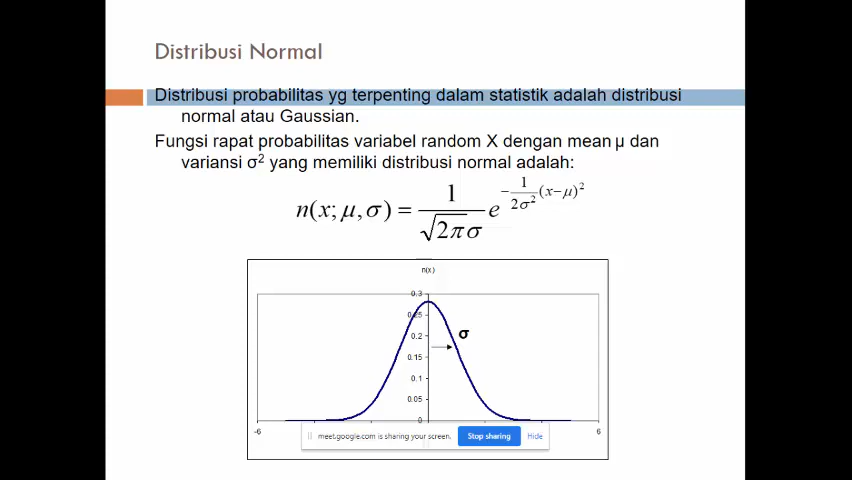 Distribusi Normal
Distribusi probabilitas yg terpenting dalam statistik adalah distribusi
normal atau Gaussian.
Fungsi rapat probabilitas variabel random X dengan mean μ dan
variansi σ² yang memiliki distribusi normal adalah:
n(x; μ, σ) = 1/(√2π σ) e^(−1/(2σ²) (x−μ)²)
n(x)
0.3
0.25
σ
0.2
0.15
0.1
0.05
0
-6
6
meet.google.com is sharing your screen.
Stop sharing
Hide